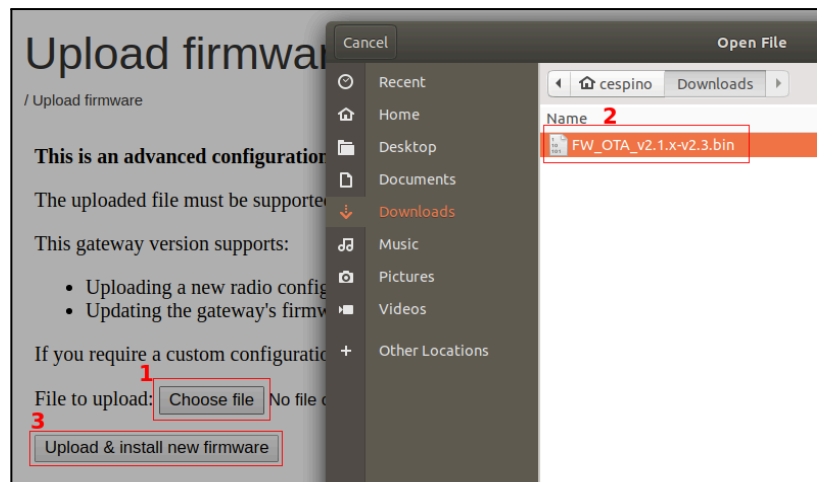 Upload firmwar
/ Upload firmware
This is an advanced configuration
The uploaded file must be supporte
This gateway version supports:
• Uploading a new radio config
• Updating the gateway's firmw
If you require a custom configuratio
1
File to upload: Choose file No file c
3
Upload & install new firmware
Cancel
Open File
Recent
Home
Desktop
Documents
Downloads
Music
Pictures
Videos
+ Other Locations
cespino Downloads
Name 2
FW_OTA_v2.1.x-v2.3.bin